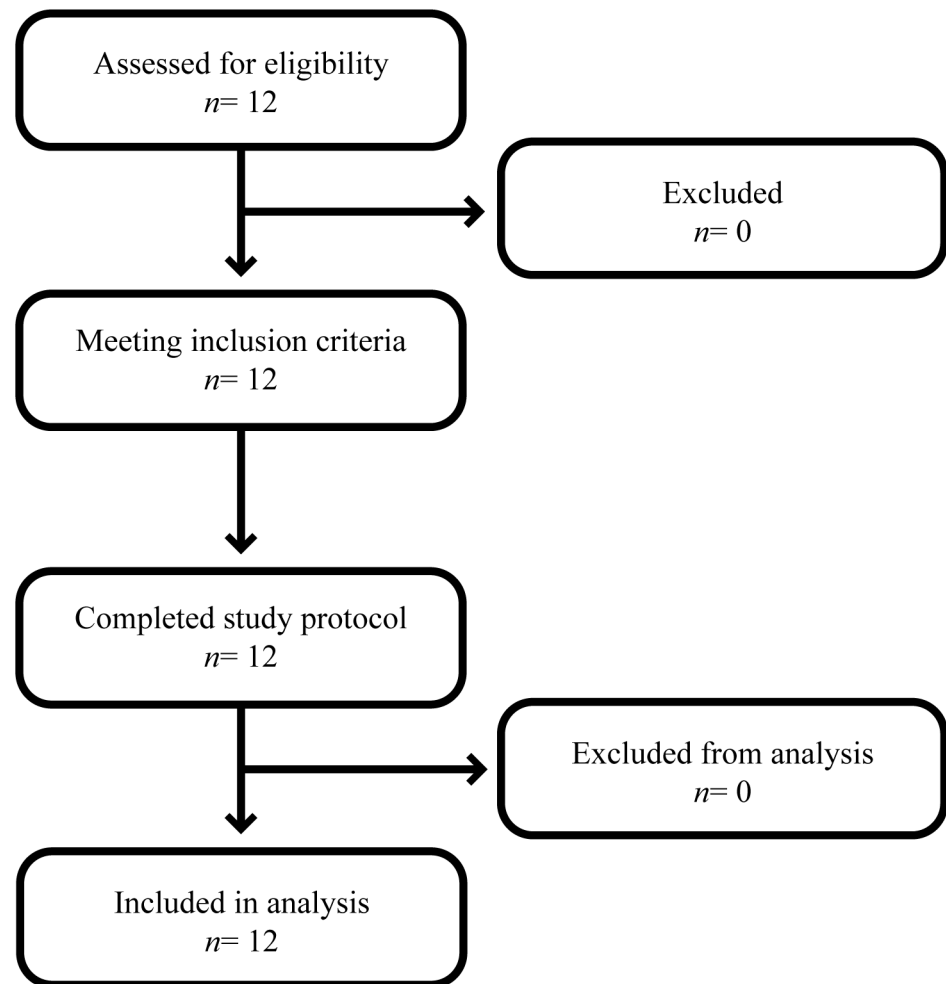 Assessed for eligibility
n= 12
Excluded
n= 0
Meeting inclusion criteria
n= 12
Completed study protocol
n= 12
Excluded from analysis
n= 0
Included in analysis
n= 12